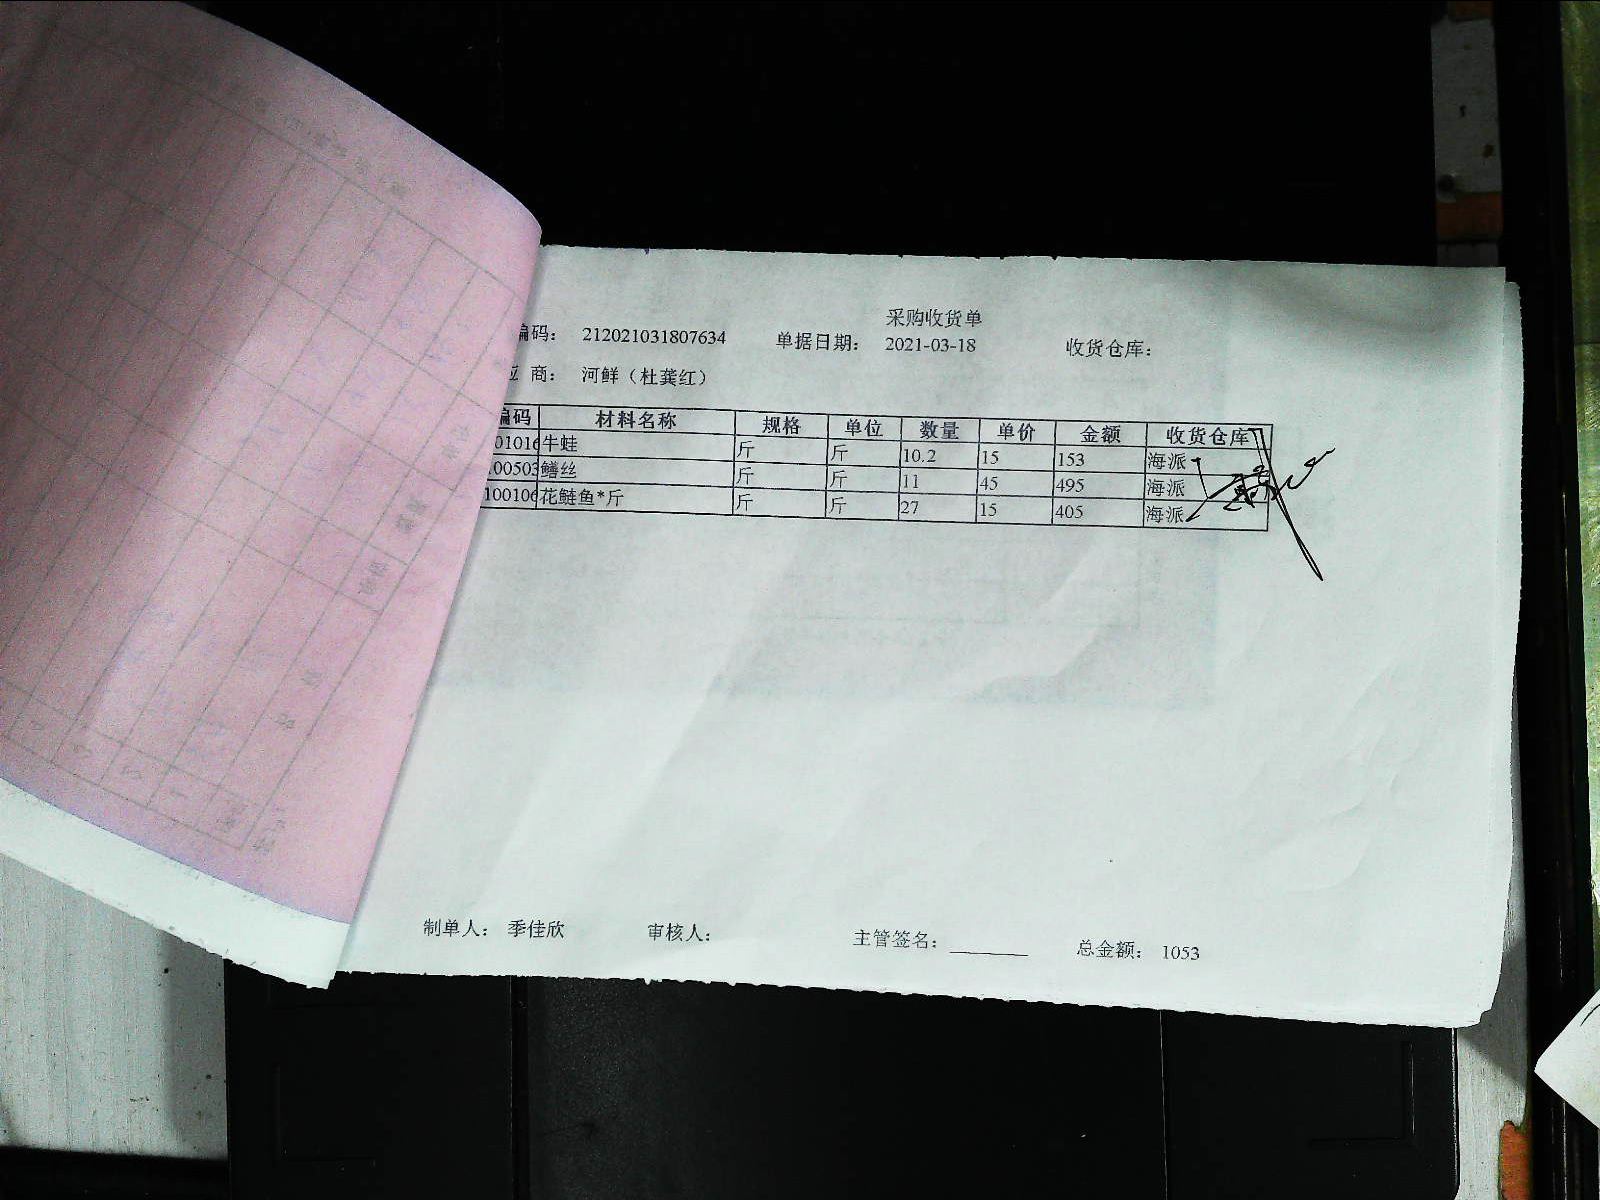 采购收货单
编码： 212021031807634 单据日期： 2021-03-18 收货仓库：
应 商： 河鲜（杜龚红）
编码 材料名称 规格 单位 数量 单价 金额 收货仓库
01016 牛蛙 斤 斤 10.2 15 153 海派
100503 鳝丝 斤 斤 11 45 495 海派
100106 花鲢鱼*斤 斤 斤 27 15 405 海派
制单人： 季佳欣 审核人： 主管签名： 总金额： 1053